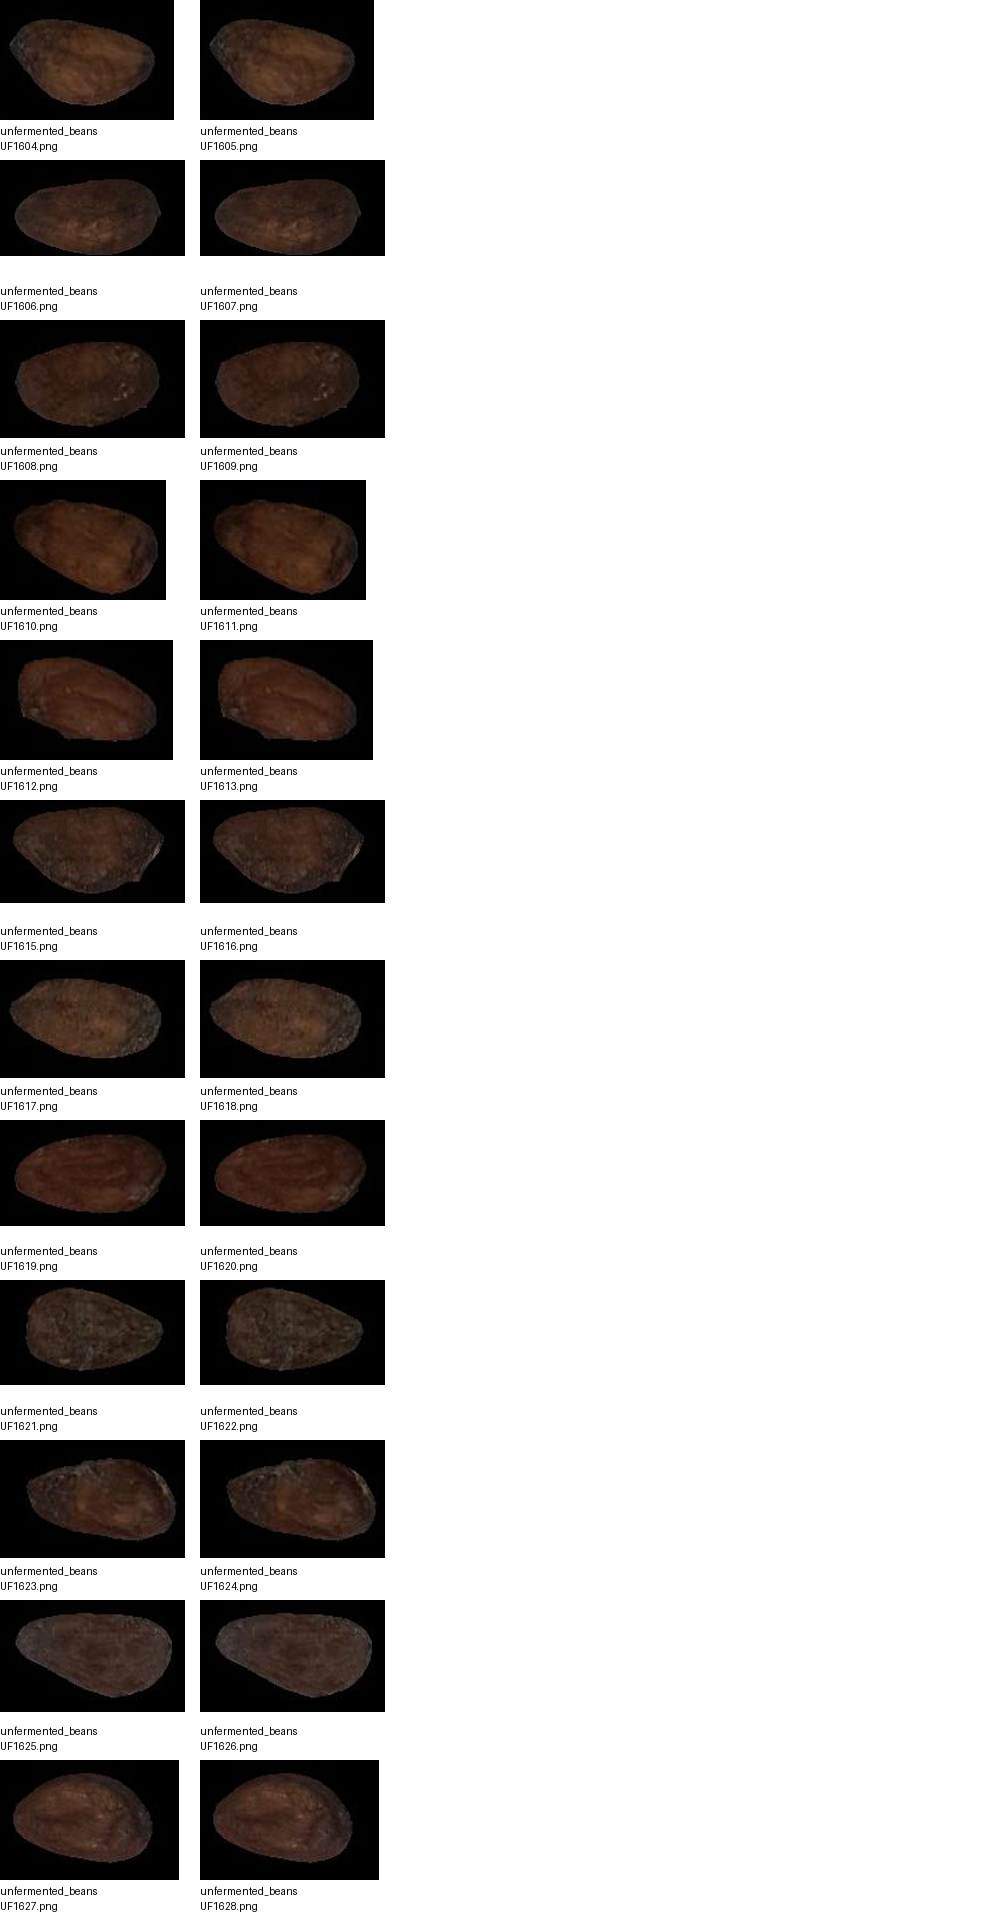 unfermented_beans unfermented_beans
UF1604.png UF1605.png
unfermented_beans unfermented_beans
UF1606.png UF1607.png
unfermented_beans unfermented_beans
UF1608.png UF1609.png
unfermented_beans unfermented_beans
UF1610.png UF1611.png
unfermented_beans unfermented_beans
UF1612.png UF1613.png
unfermented_beans unfermented_beans
UF1615.png UF1616.png
unfermented_beans unfermented_beans
UF1617.png UF1618.png
unfermented_beans unfermented_beans
UF1619.png UF1620.png
unfermented_beans unfermented_beans
UF1621.png UF1622.png
unfermented_beans unfermented_beans
UF1623.png UF1624.png
unfermented_beans unfermented_beans
UF1625.png UF1626.png
unfermented_beans unfermented_beans
UF1627.png UF1628.png